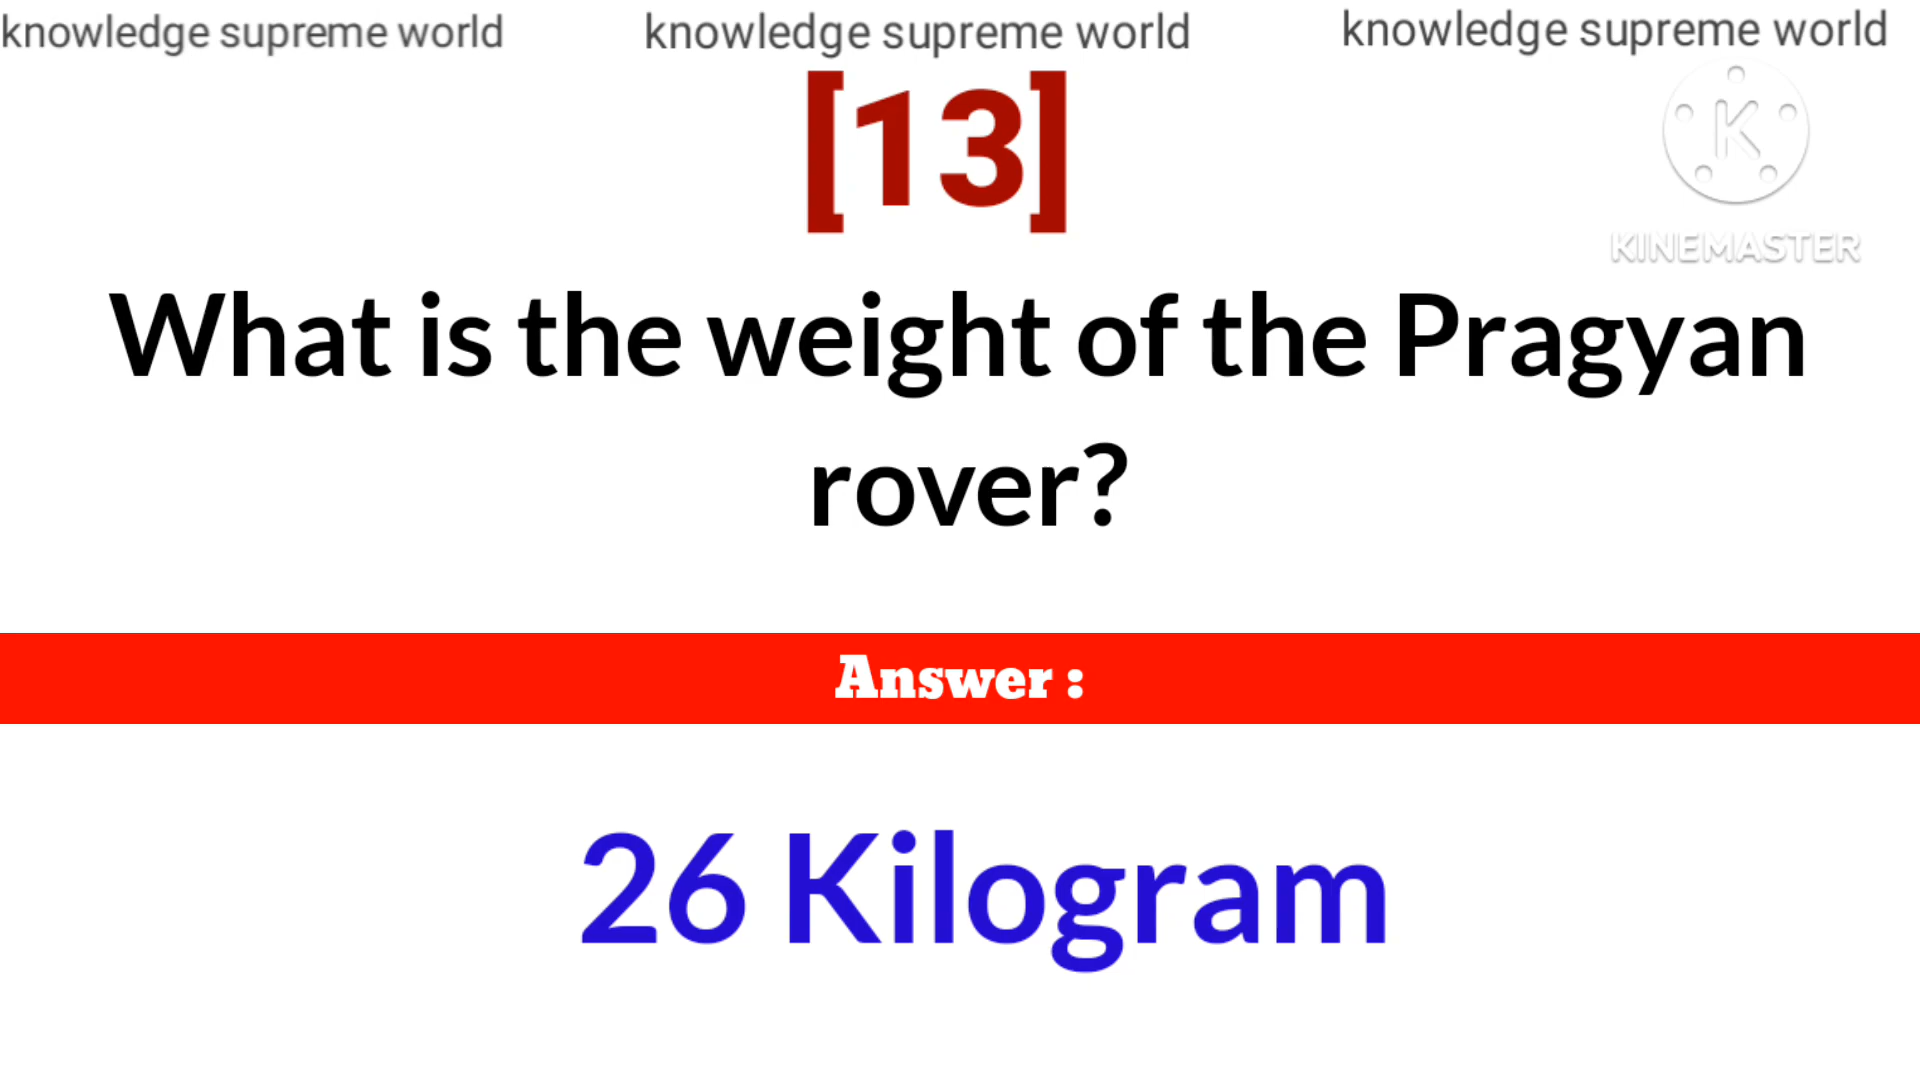 knowledge supreme world knowledge supreme world knowledge supreme world
[13]
K
KINEMASTER
What is the weight of the Pragyan
rover?
Answer :
26 Kilogram